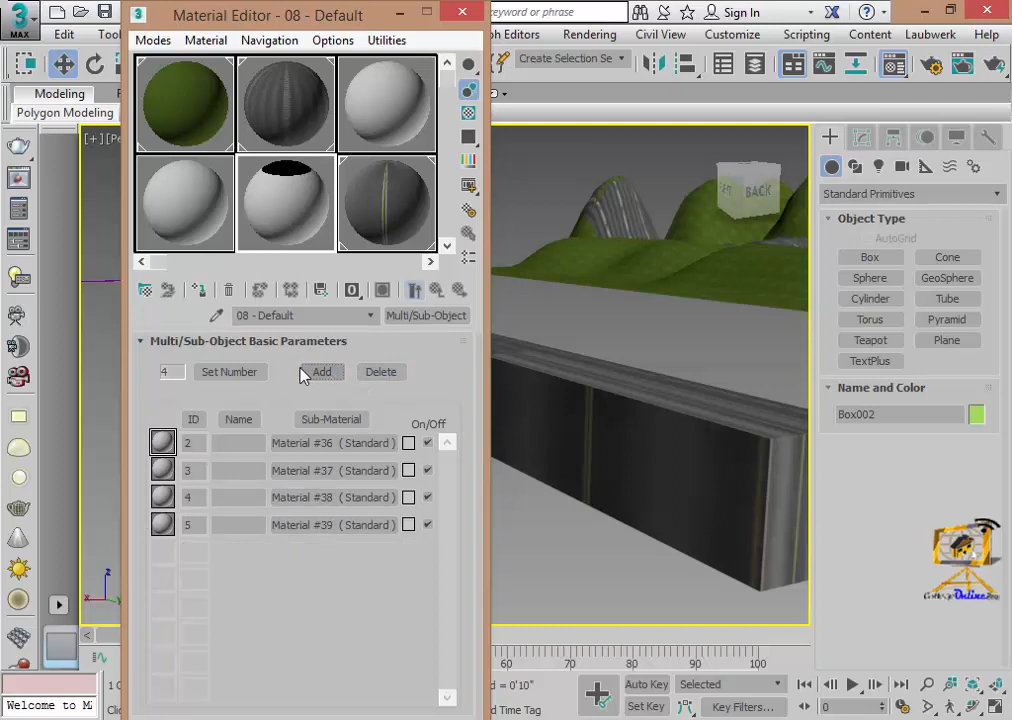 Material Editor - 08 - Default
keyword or phrase
Sign In
MAX
Edit
Modes
Material
Navigation
Options
Utilities
ph Editors
Rendering
Civil View
Customize
Scripting
Content
Laubwerk
Help
Create Selection Se
Modeling
Polygon Modeling
[+]
BACK
Standard Primitives
Object Type
AutoGrid
Box
Cone
Sphere
GeoSphere
Cylinder
Tube
Torus
Pyramid
Teapot
Plane
TextPlus
Name and Color
Box002
08 - Default
Multi/Sub-Object
Multi/Sub-Object Basic Parameters
4
Set Number
Add
Delete
ID
Name
Sub-Material
On/Off
2 Material #36 ( Standard )
3 Material #37 ( Standard )
4 Material #38 ( Standard )
5 Material #39 ( Standard )
z
x
60 70 80 90 100
d = 0'10"
Auto Key
Selected
Set Key
Key Filters...
0
d Time Tag
Welcome to M